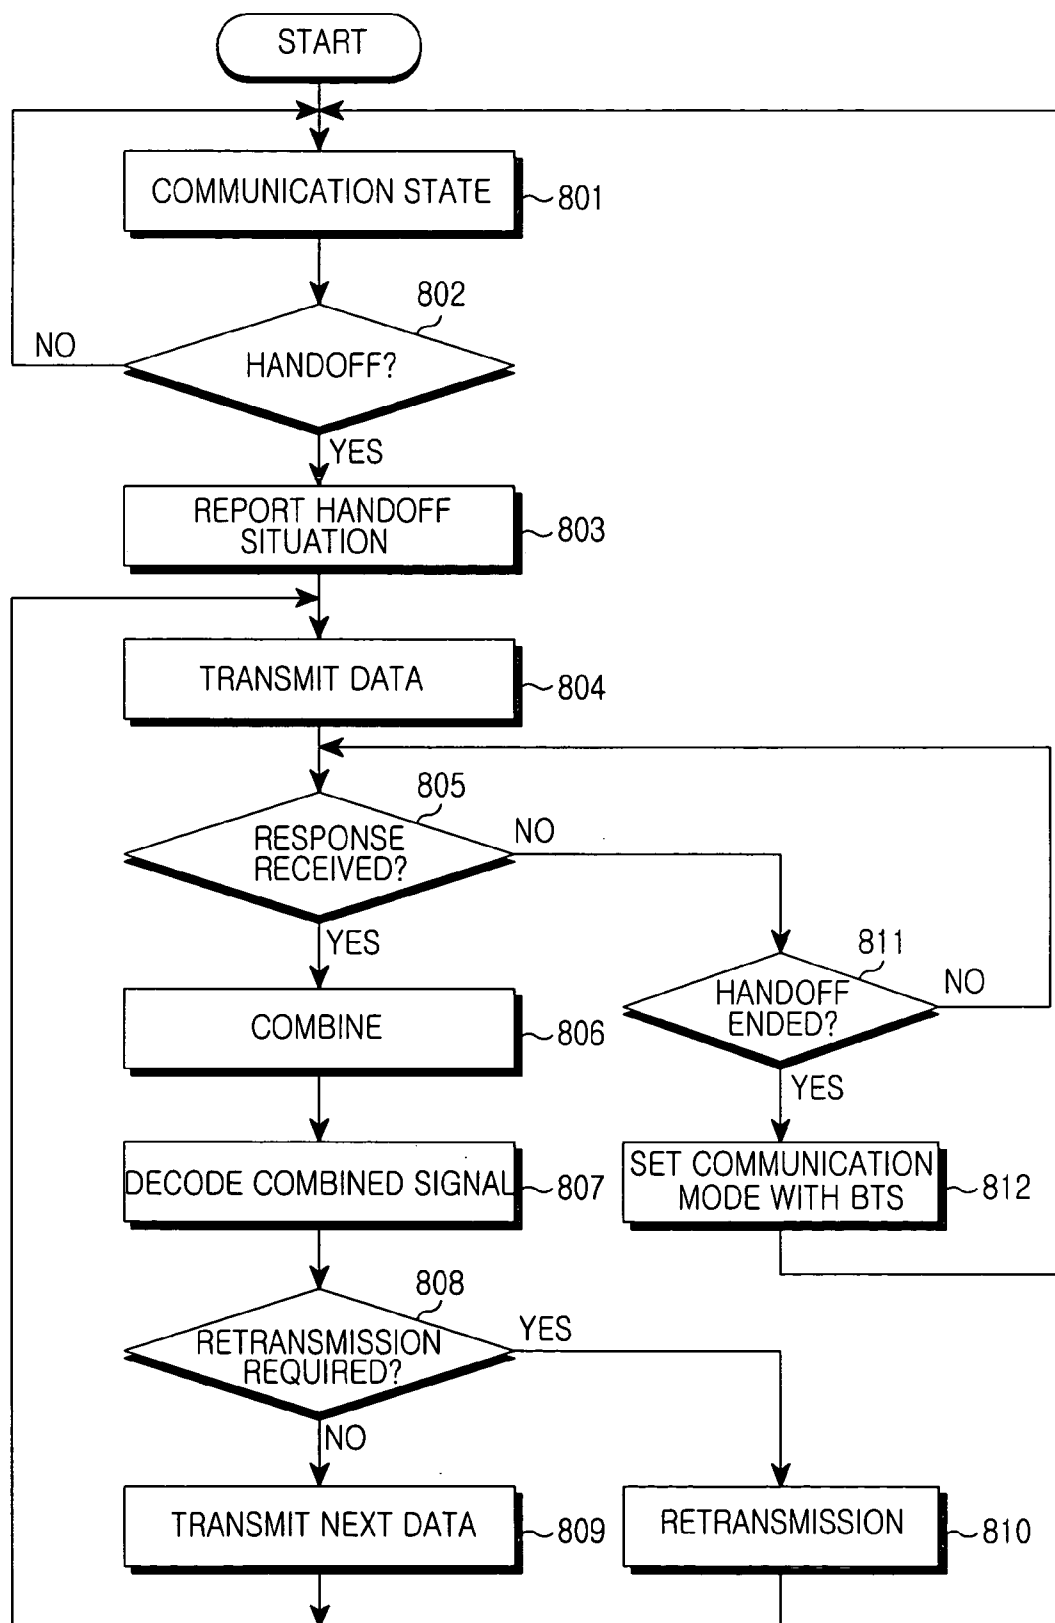 START
COMMUNICATION STATE
801
802
NO
HANDOFF?
YES
REPORT HANDOFF
SITUATION
803
TRANSMIT DATA
804
805
RESPONSE
RECEIVED?
NO
YES
811
HANDOFF
ENDED?
NO
YES
COMBINE
806
DECODE COMBINED SIGNAL
807
SET COMMUNICATION
MODE WITH BTS
812
808
RETRANSMISSION
REQUIRED?
YES
NO
TRANSMIT NEXT DATA
809
RETRANSMISSION
810